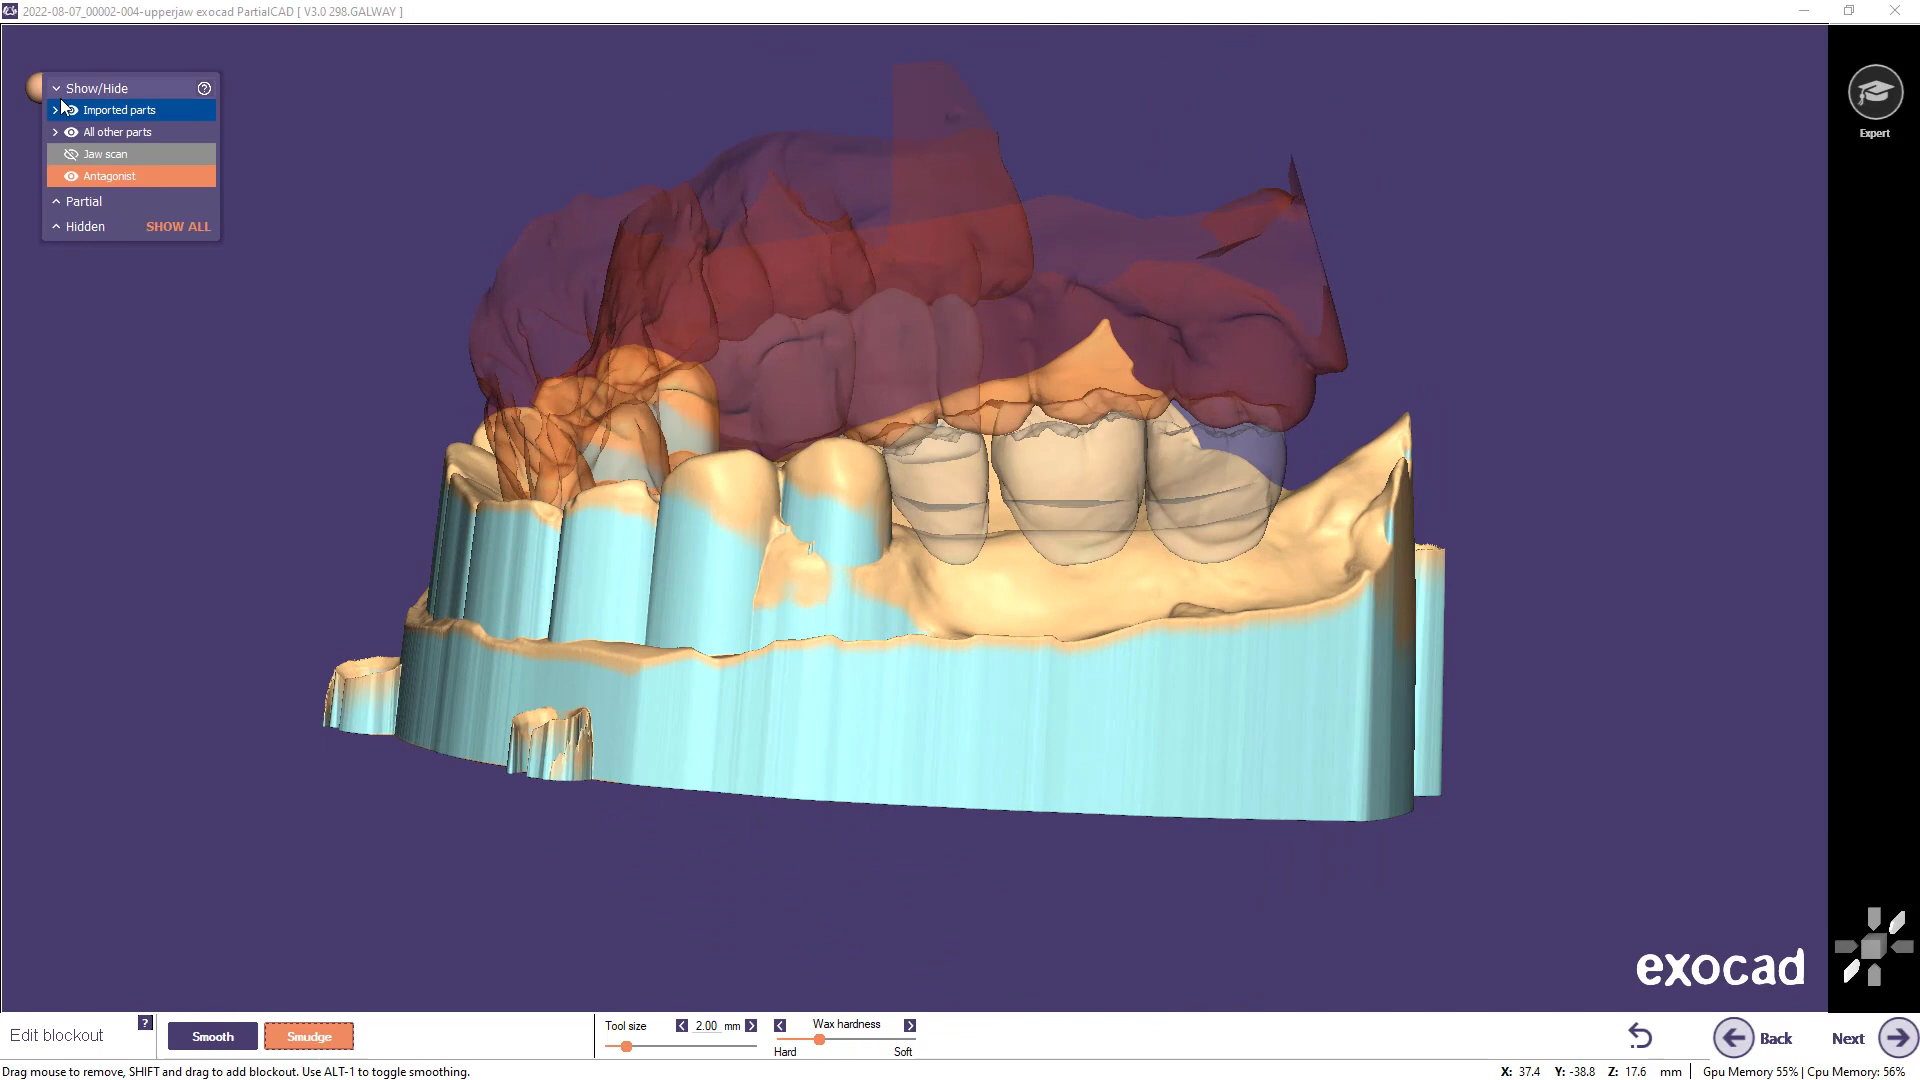 2022-08-07_00002-004-upperjaw exocad PartialCAD [ V3.0 298.GALWAY ]
Show/Hide ?
Imported parts
All other parts
Jaw scan
Antagonist
Partial
Hidden SHOW ALL
Expert
exocad
Edit blockout ?
Smooth Smudge
Tool size 2.00 mm
Wax hardness
Hard Soft
Back Next
Drag mouse to remove, SHIFT and drag to add blockout. Use ALT-1 to toggle smoothing.
X: 37.4 Y: -38.8 Z: 17.6 mm Gpu Memory 55% | Cpu Memory: 56%